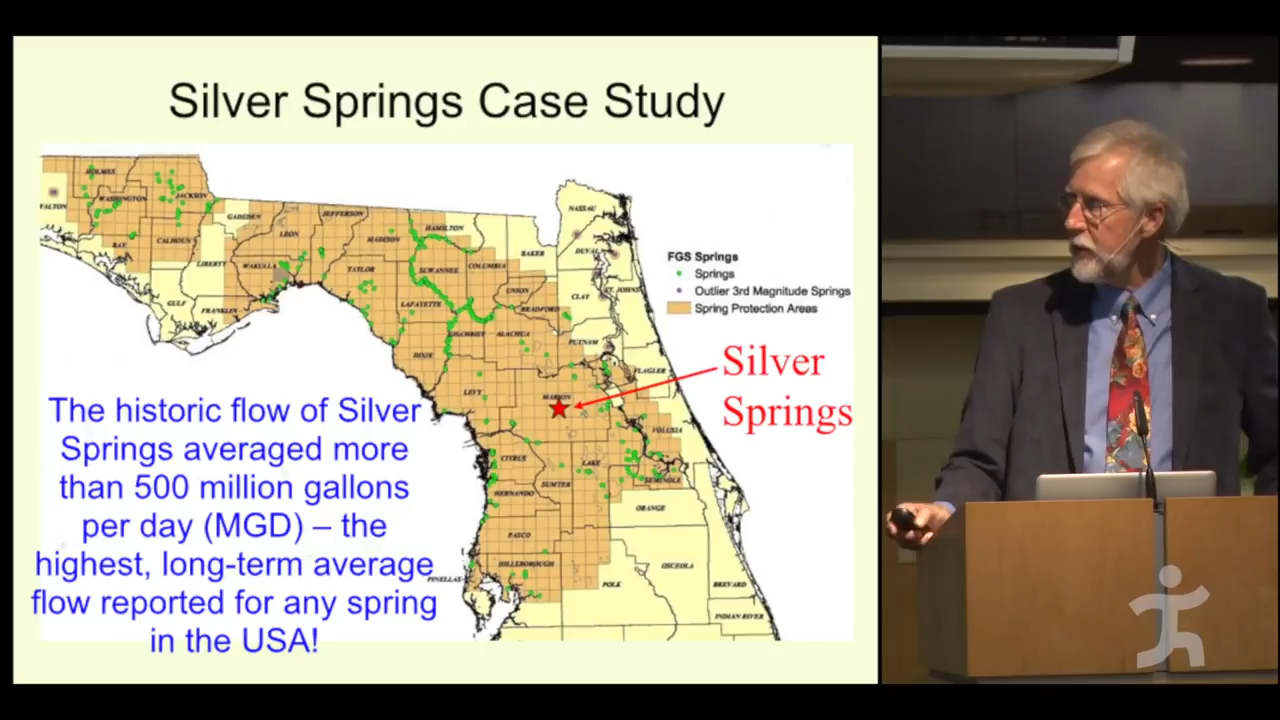 Silver Springs Case Study
HOLMES
JACKSON
WASHINGTON
WALTON
BAY
CALHOUN
GADSDEN
LIBERTY
GULF
FRANKLIN
LEON
WAKULLA
JEFFERSON
MADISON
TAYLOR
HAMILTON
SUWANNEE
COLUMBIA
LAFAYETTE
DIXIE
GILCHRIST
BAKER
UNION
BRADFORD
ALACHUA
NASSAU
DUVAL
CLAY
ST. JOHNS
PUTNAM
FLAGLER
LEVY
MARION
VOLUSIA
CITRUS
SUMTER
LAKE
SEMINOLE
HERNANDO
ORANGE
PASCO
HILLSBOROUGH
PINELLAS
POLK
OSCEOLA
BREVARD
INDIAN RIVER
FGS Springs
Springs
Outlier 3rd Magnitude Springs
Spring Protection Areas
Silver
Springs
The historic flow of Silver
Springs averaged more
than 500 million gallons
per day (MGD) – the
highest, long-term average
flow reported for any spring
in the USA!